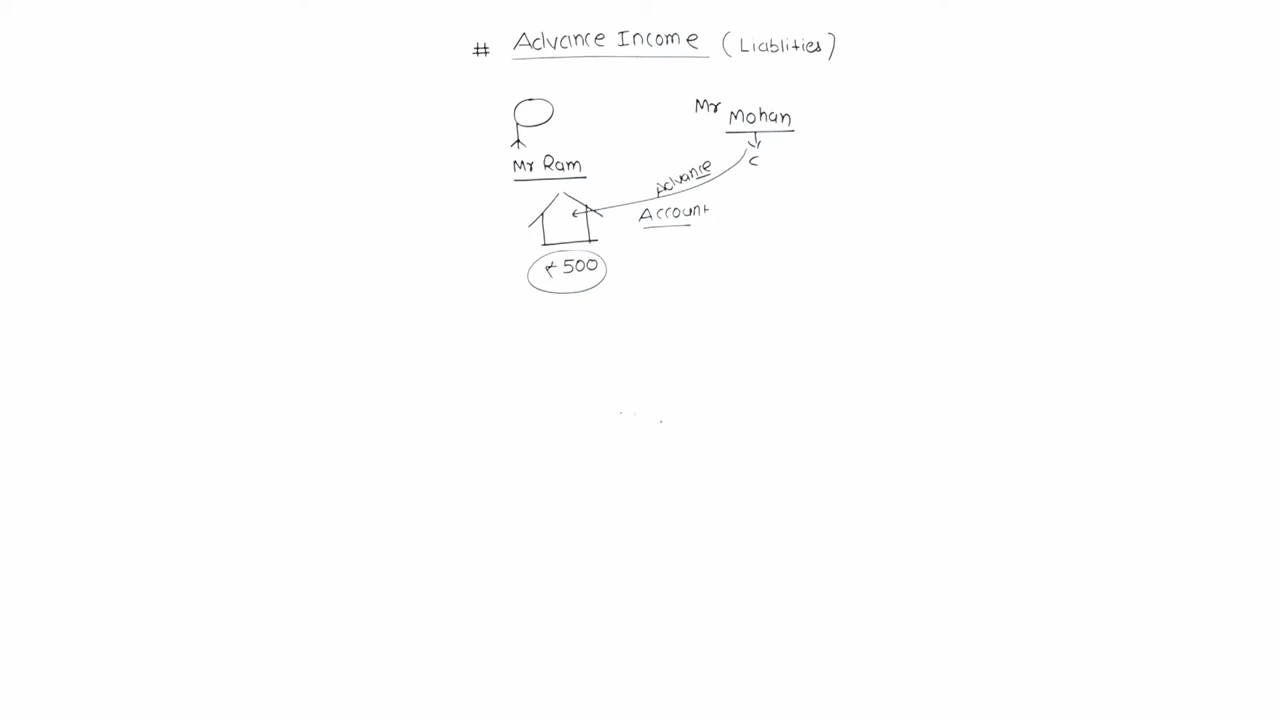 # Advance Income (Liablities)
Mr Mohan
C
Mr Ram
Advance
Account
₹500